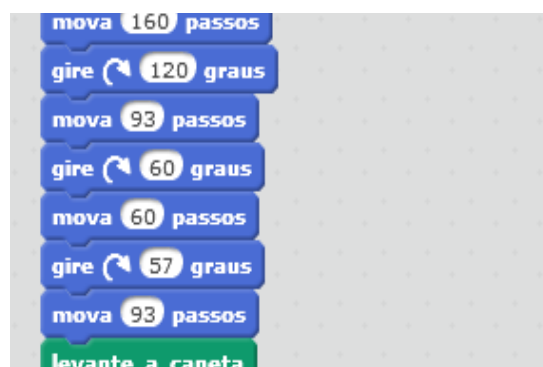 mova 160 passos
gire 120 graus
mova 93 passos
gire 60 graus
mova 60 passos
gire 57 graus
mova 93 passos
levante a caneta